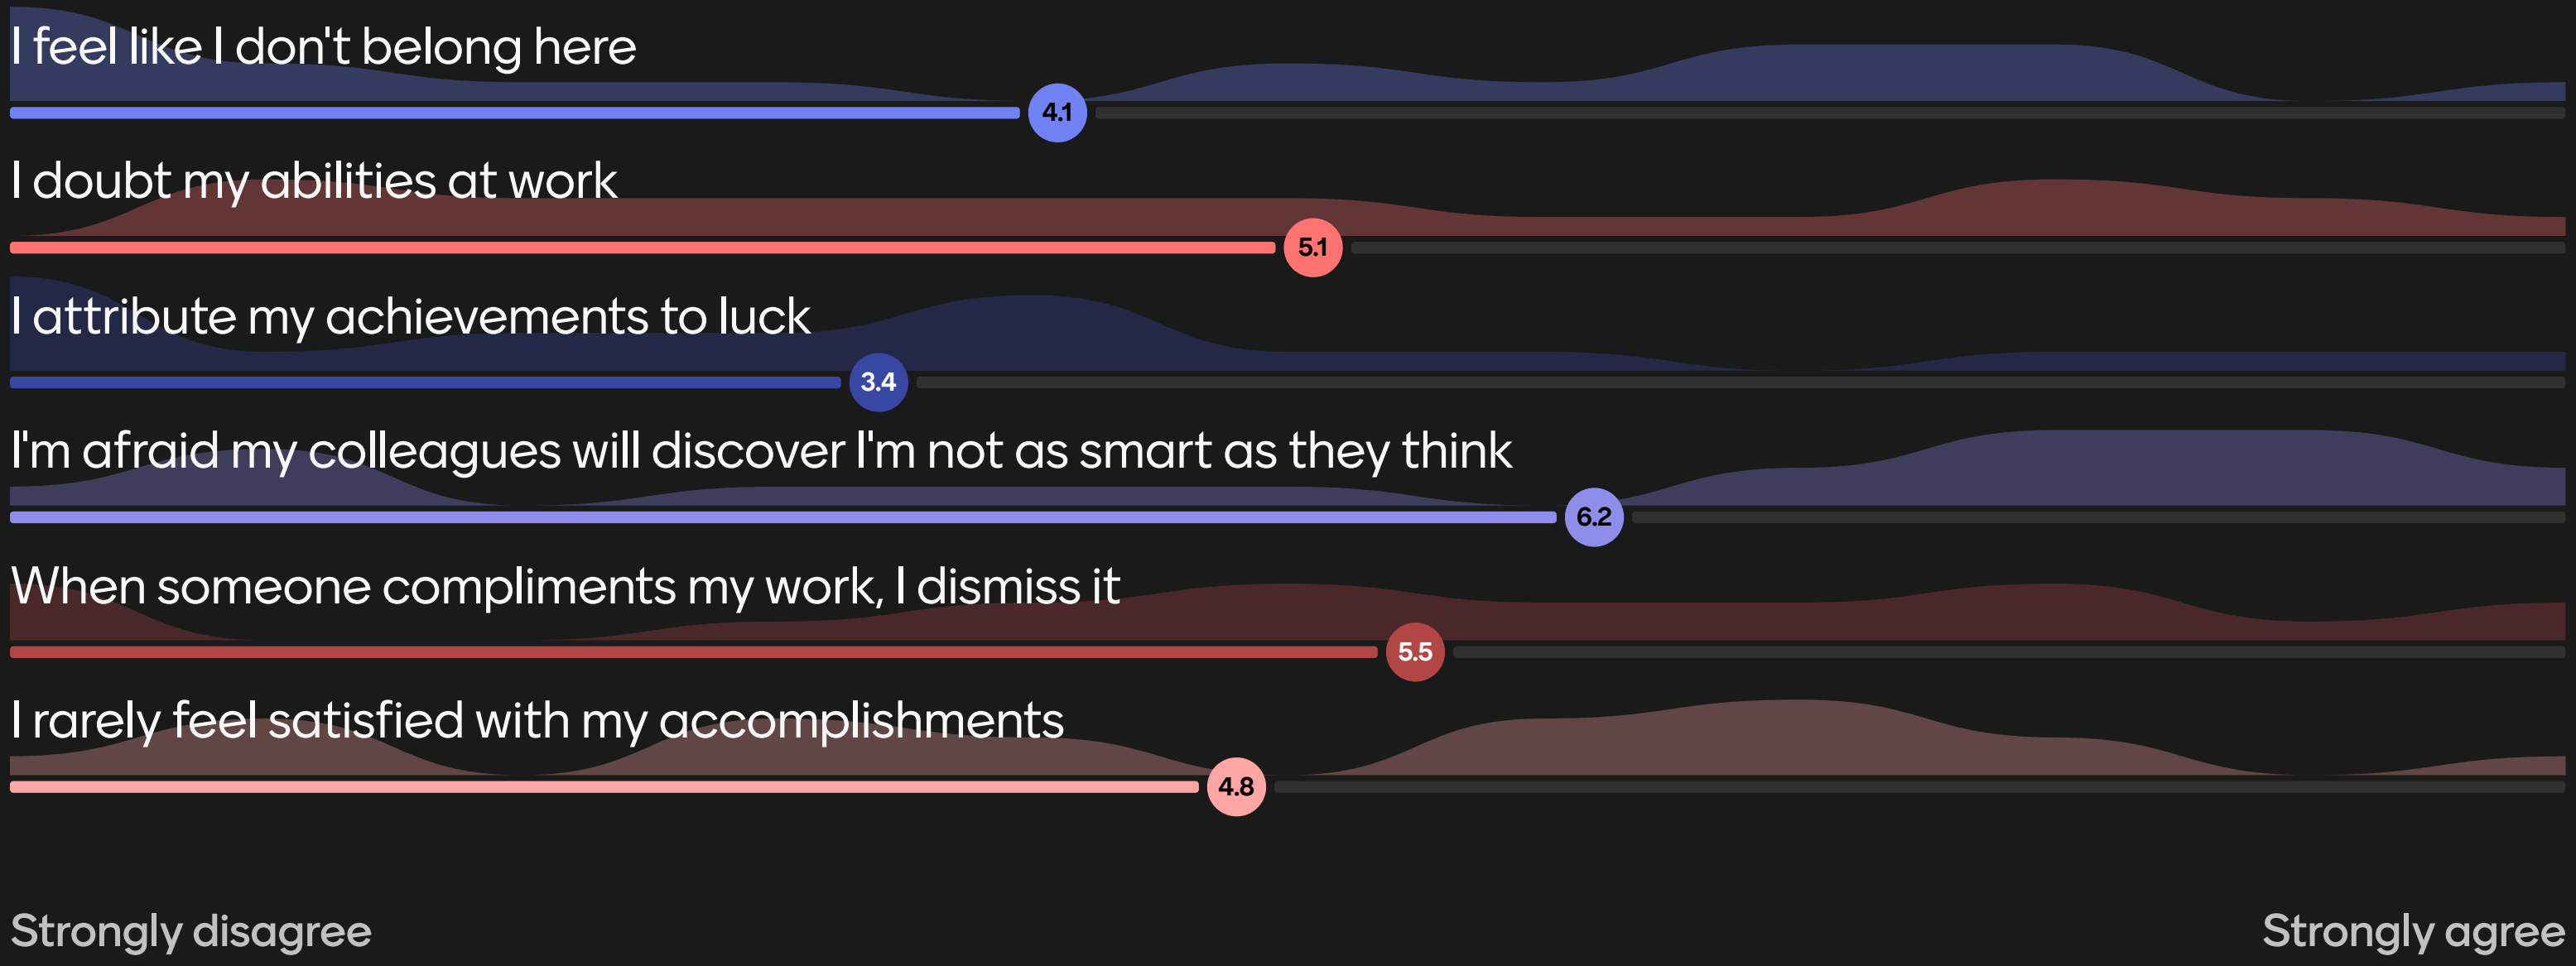 I feel like I don't belong here
4.1
I doubt my abilities at work
5.1
I attribute my achievements to luck
3.4
I'm afraid my colleagues will discover I'm not as smart as they think
6.2
When someone compliments my work, I dismiss it
5.5
I rarely feel satisfied with my accomplishments
4.8
Strongly disagree
Strongly agree